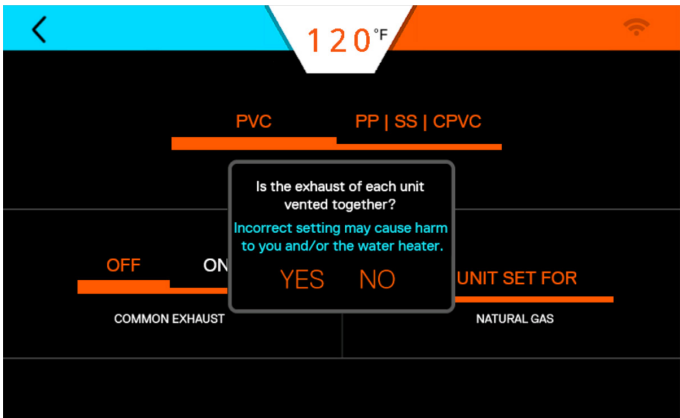 120°F
PVC PP | SS | CPVC
Is the exhaust of each unit
vented together?
Incorrect setting may cause harm
to you and/or the water heater.
YES NO
OFF ON
UNIT SET FOR
COMMON EXHAUST
NATURAL GAS